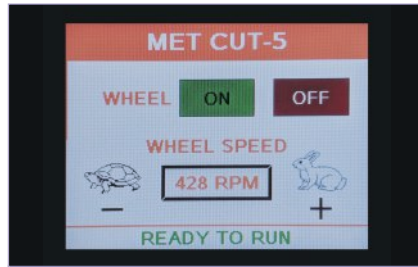 MET CUT-5
WHEEL ON OFF
WHEEL SPEED
− 428 RPM +
READY TO RUN